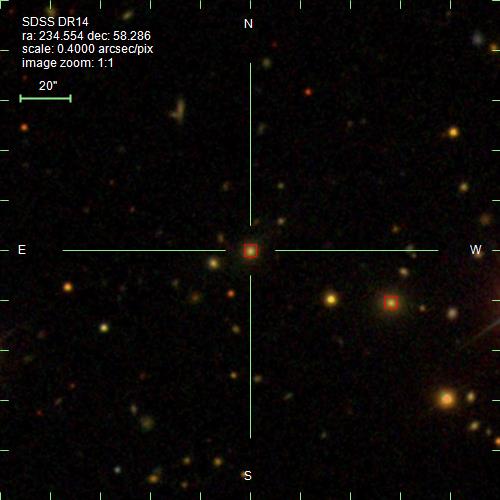 SDSS DR14
ra: 234.554 dec: 58.286
scale: 0.4000 arcsec/pix
image zoom: 1:1
20"
N
E
W
S